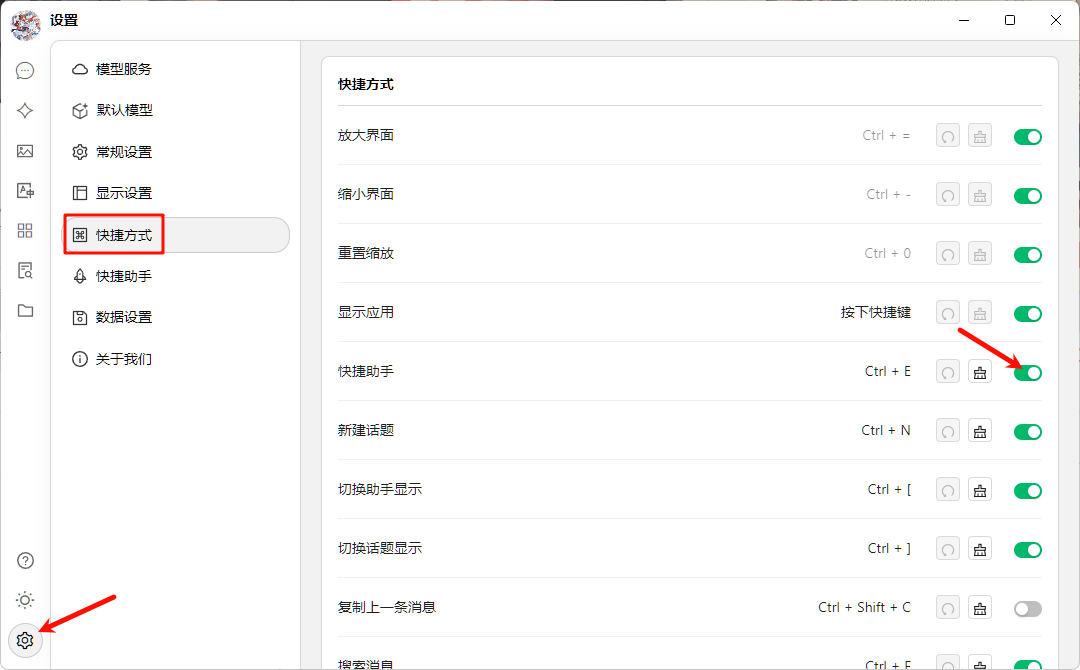 设置
模型服务
默认模型
常规设置
显示设置
快捷方式
快捷助手
数据设置
关于我们
快捷方式
放大界面 Ctrl + =
缩小界面 Ctrl + -
重置缩放 Ctrl + 0
显示应用 按下快捷键
快捷助手 Ctrl + E
新建话题 Ctrl + N
切换助手显示 Ctrl + [
切换话题显示 Ctrl + ]
复制上一条消息 Ctrl + Shift + C
搜索消息 Ctrl + F